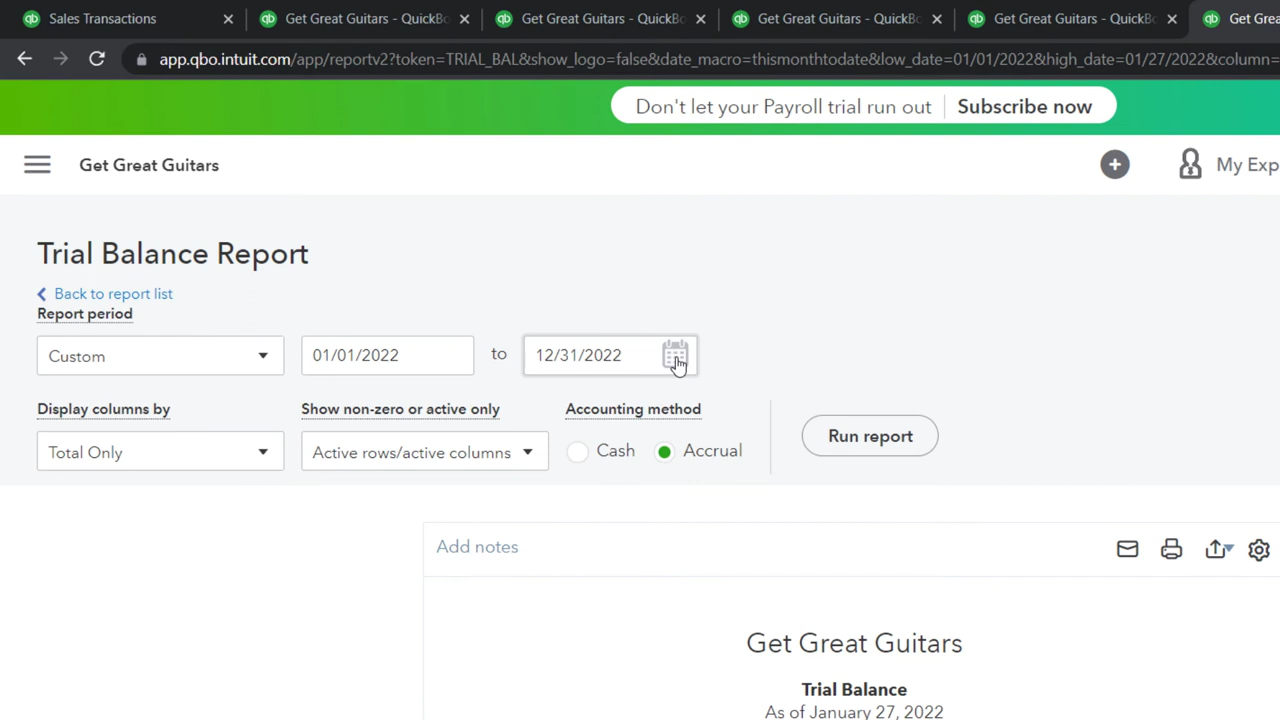 Sales Transactions
Get Great Guitars - QuickBo
Get Great Guitars - QuickBo
Get Great Guitars - QuickBo
Get Great Guitars - QuickBo
Get Grea
app.qbo.intuit.com/app/reportv2?token=TRIAL_BAL&show_logo=false&date_macro=thismonthtodate&low_date=01/01/2022&high_date=01/27/2022&column=
Don't let your Payroll trial run out Subscribe now
Get Great Guitars
My Exp
Trial Balance Report
Back to report list
Report period
Custom 01/01/2022 to 12/31/2022
Display columns by Show non-zero or active only Accounting method
Total Only Active rows/active columns Cash Accrual
Run report
Add notes
Get Great Guitars
Trial Balance
As of January 27, 2022